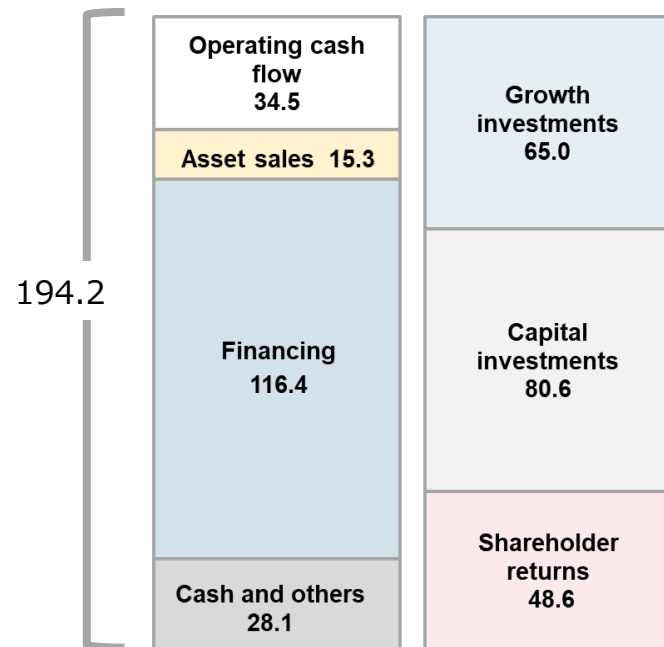 194.2
Operating cash
flow
34.5
Asset sales 15.3
Financing
116.4
Cash and others
28.1
Growth
investments
65.0
Capital
investments
80.6
Shareholder
returns
48.6